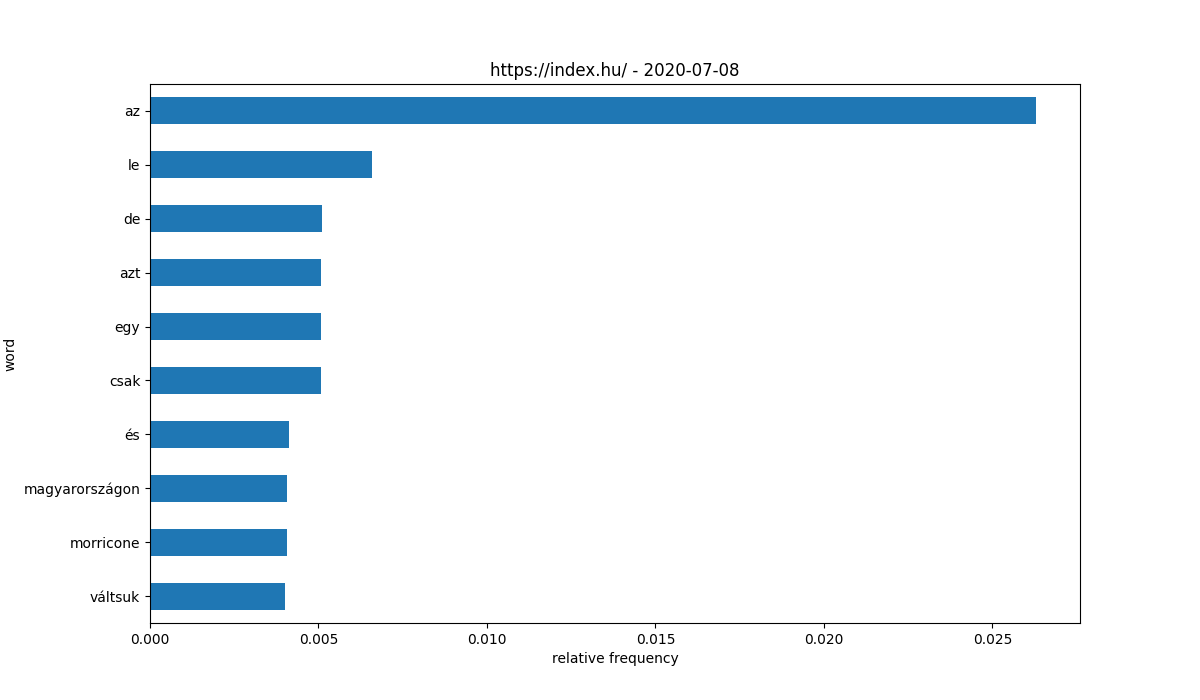 https://index.hu/ - 2020-07-08
word
az
le
de
azt
egy
csak
és
magyarországon
morricone
váltsuk
0.000 0.005 0.010 0.015 0.020 0.025
relative frequency